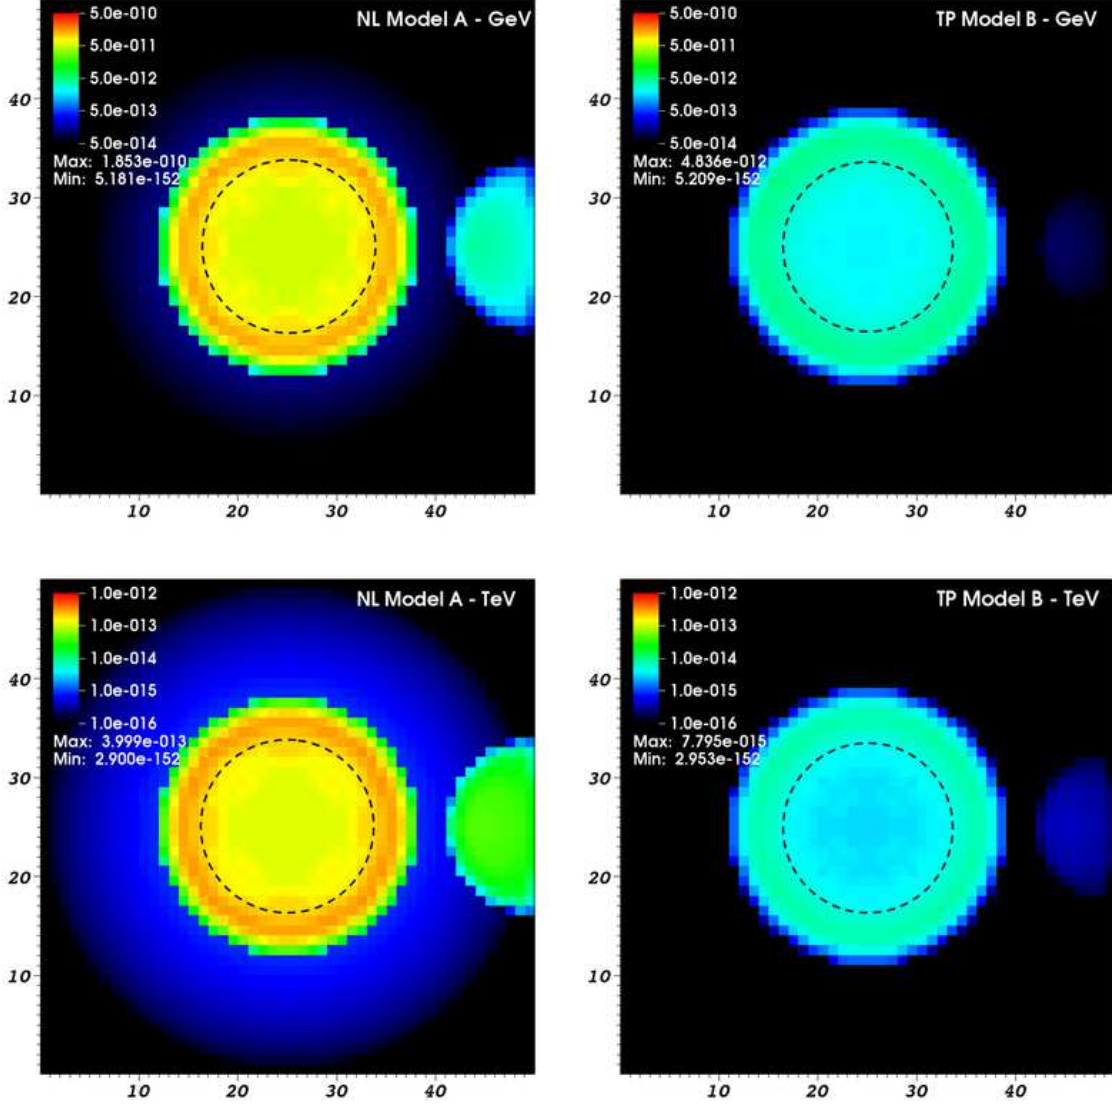 5.0e-010 NL Model A - GeV
5.0e-011
5.0e-012
5.0e-013
5.0e-014
Max: 1.853e-010
Min: 5.181e-152
40
30
20
10
10 20 30 40
5.0e-010 TP Model B - GeV
5.0e-011
5.0e-012
5.0e-013
5.0e-014
Max: 4.836e-012
Min: 5.209e-152
40
30
20
10
10 20 30 40
1.0e-012 NL Model A - TeV
1.0e-013
1.0e-014
1.0e-015
1.0e-016
Max: 3.999e-013
Min: 2.900e-152
40
30
20
10
10 20 30 40
1.0e-012 TP Model B - TeV
1.0e-013
1.0e-014
1.0e-015
1.0e-016
Max: 7.795e-015
Min: 2.953e-152
40
30
20
10
10 20 30 40